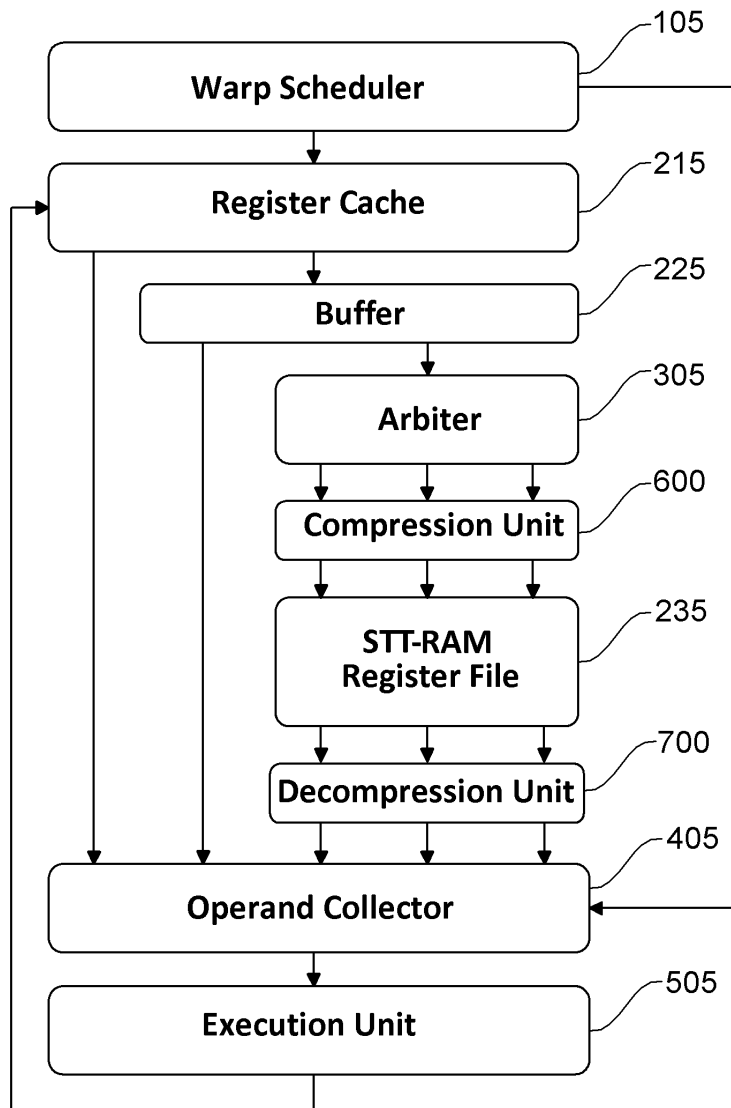 105
Warp Scheduler
215
Register Cache
225
Buffer
305
Arbiter
600
Compression Unit
235
STT-RAM
Register File
700
Decompression Unit
405
Operand Collector
505
Execution Unit